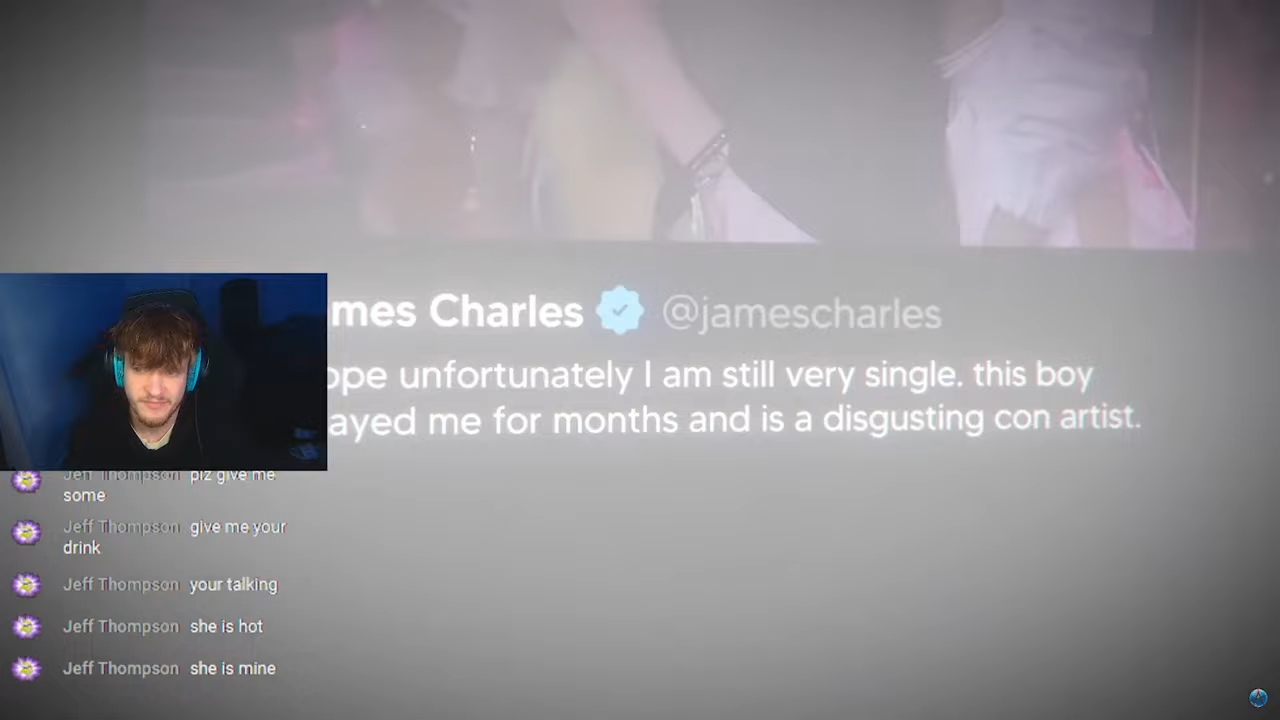 mes Charles @jamescharles
ope unfortunately I am still very single. this boy
ayed me for months and is a disgusting con artist.
Jeff Thompson plz give me
some
Jeff Thompson give me your
drink
Jeff Thompson your talking
Jeff Thompson she is hot
Jeff Thompson she is mine